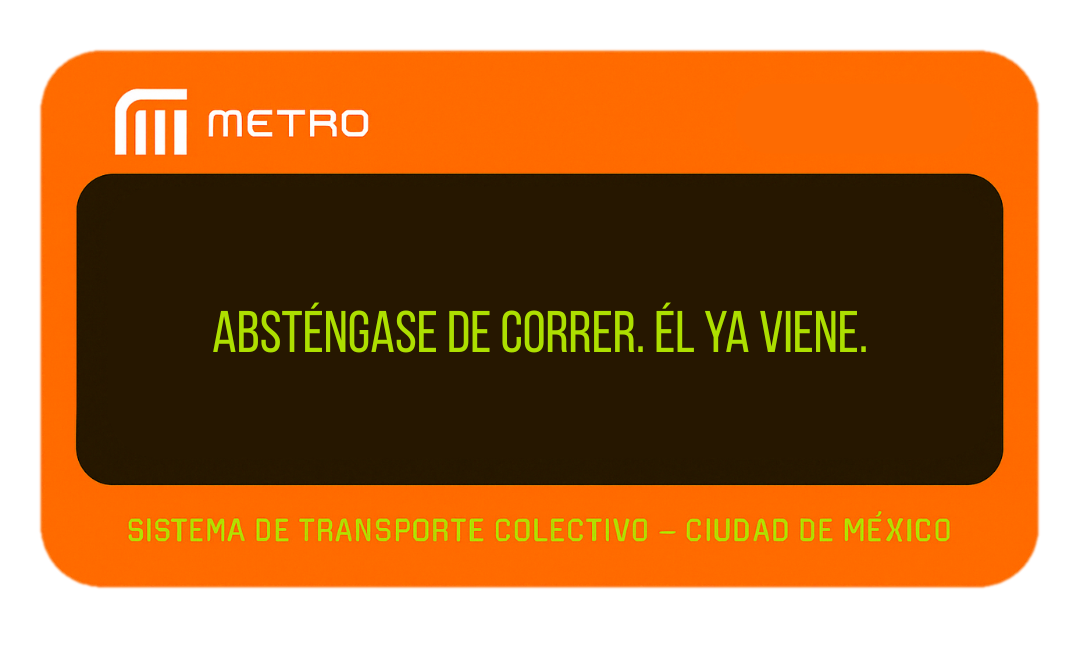 METRO
ABSTÉNGASE DE CORRER. ÉL YA VIENE.
SISTEMA DE TRANSPORTE COLECTIVO – CIUDAD DE MÉXICO